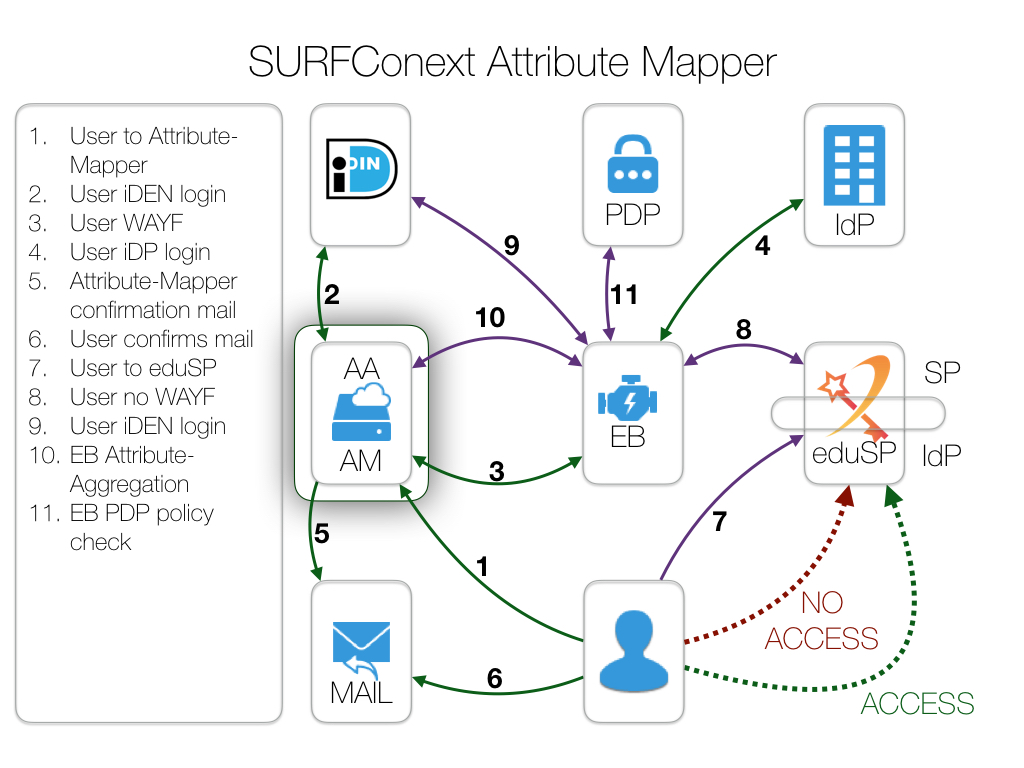 SURFConext Attribute Mapper
1. User to Attribute-
Mapper
2. User iDEN login
3. User WAYF
4. User iDP login
5. Attribute-Mapper
confirmation mail
6. User confirms mail
7. User to eduSP
8. User no WAYF
9. User iDEN login
10. EB Attribute-
Aggregation
11. EB PDP policy
check
iDIN
PDP
IdP
9
4
2
11
10
8
AA
AM
EB
SP
eduSP
IdP
3
7
5
1
NO
ACCESS
MAIL
6
ACCESS